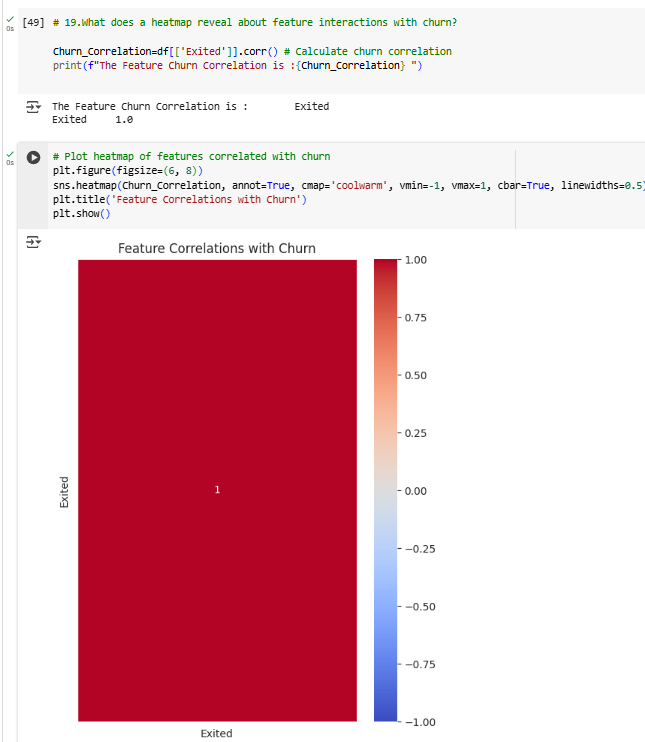 [49] # 19.What does a heatmap reveal about feature interactions with churn?
0s
Churn_Correlation=df[['Exited']].corr() # Calculate churn correlation
print(f"The Feature Churn Correlation is :{Churn_Correlation} ")
The Feature Churn Correlation is :        Exited
Exited     1.0
# Plot heatmap of features correlated with churn
0s
plt.figure(figsize=(6, 8))
sns.heatmap(Churn_Correlation, annot=True, cmap='coolwarm', vmin=-1, vmax=1, cbar=True, linewidths=0.5)
plt.title('Feature Correlations with Churn')
plt.show()
Feature Correlations with Churn
1.00
0.75
0.50
0.25
0.00
−0.25
−0.50
−0.75
−1.00
Exited
1
Exited